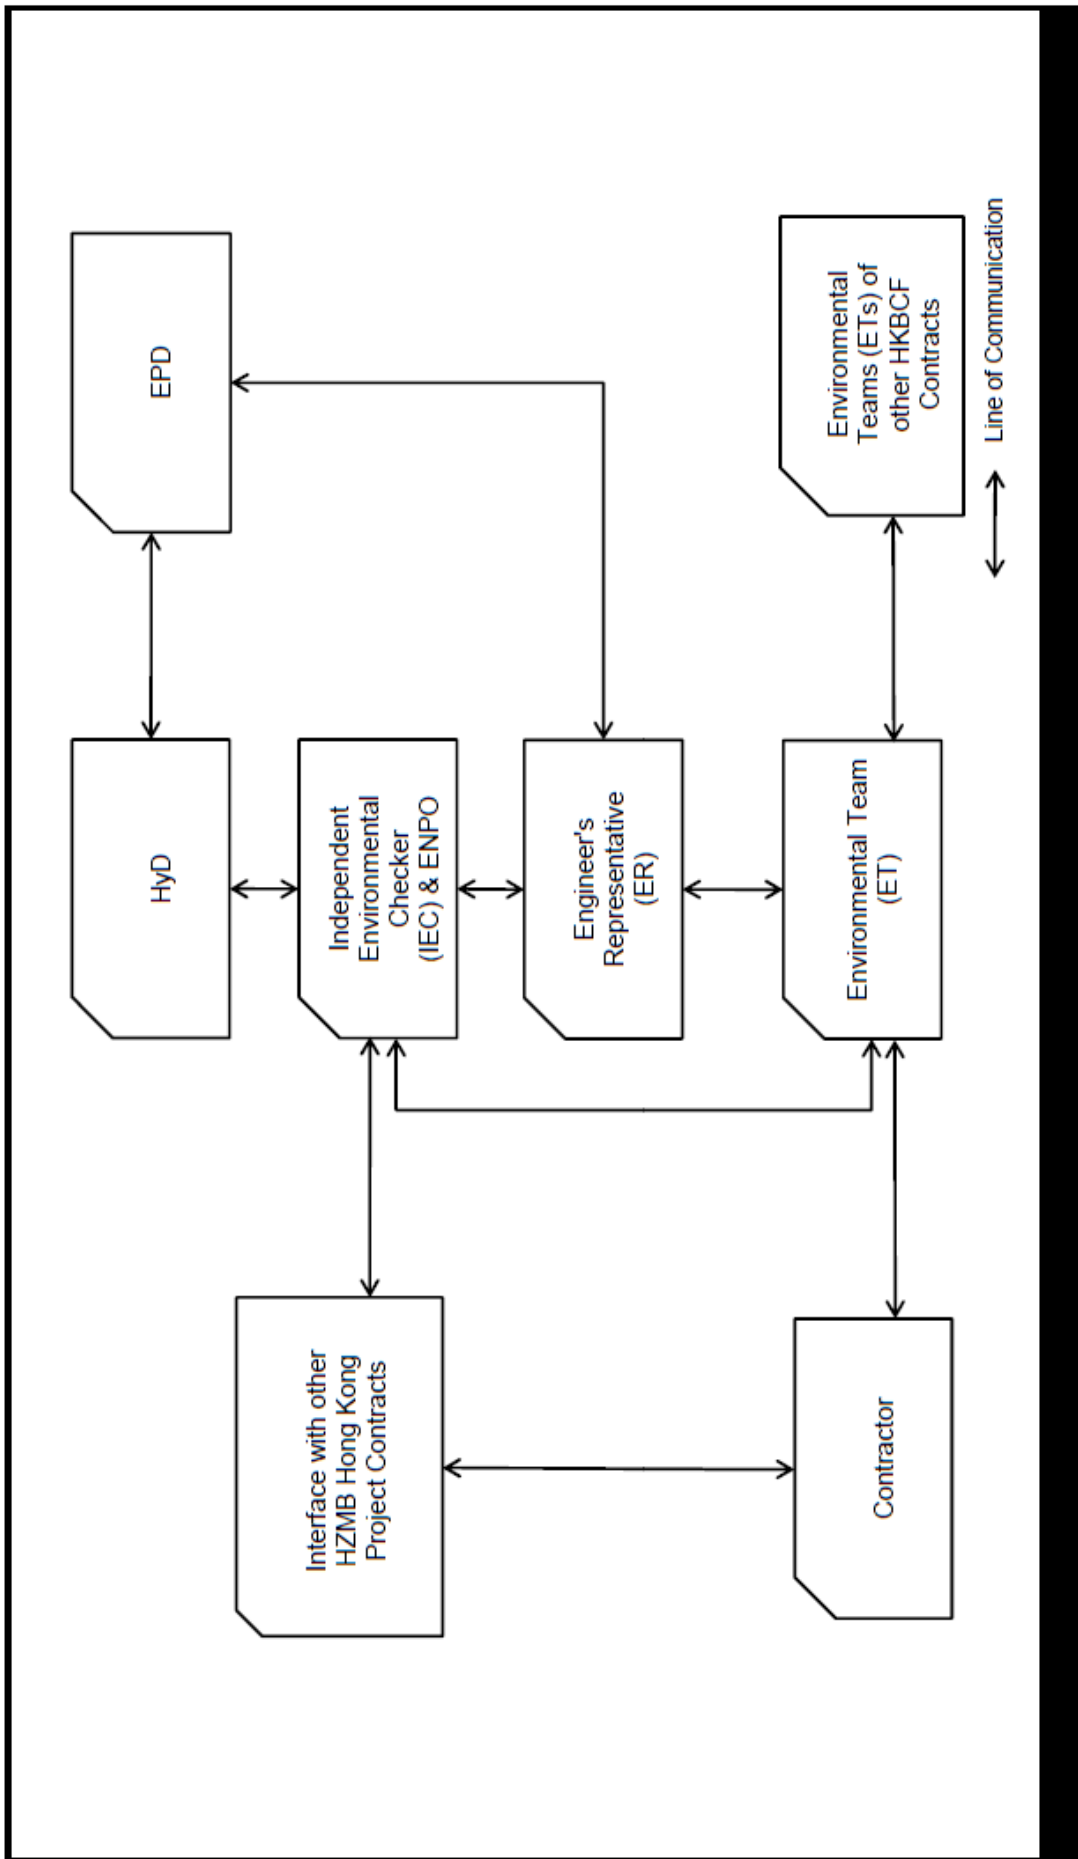 HyD
EPD
Interface with other
HZMB Hong Kong
Project Contracts
Independent
Environmental
Checker
(IEC) & ENPO
Engineer's
Representative
(ER)
Contractor
Environmental Team
(ET)
Environmental
Teams (ETs) of
other HKBCF
Contracts
Line of Communication